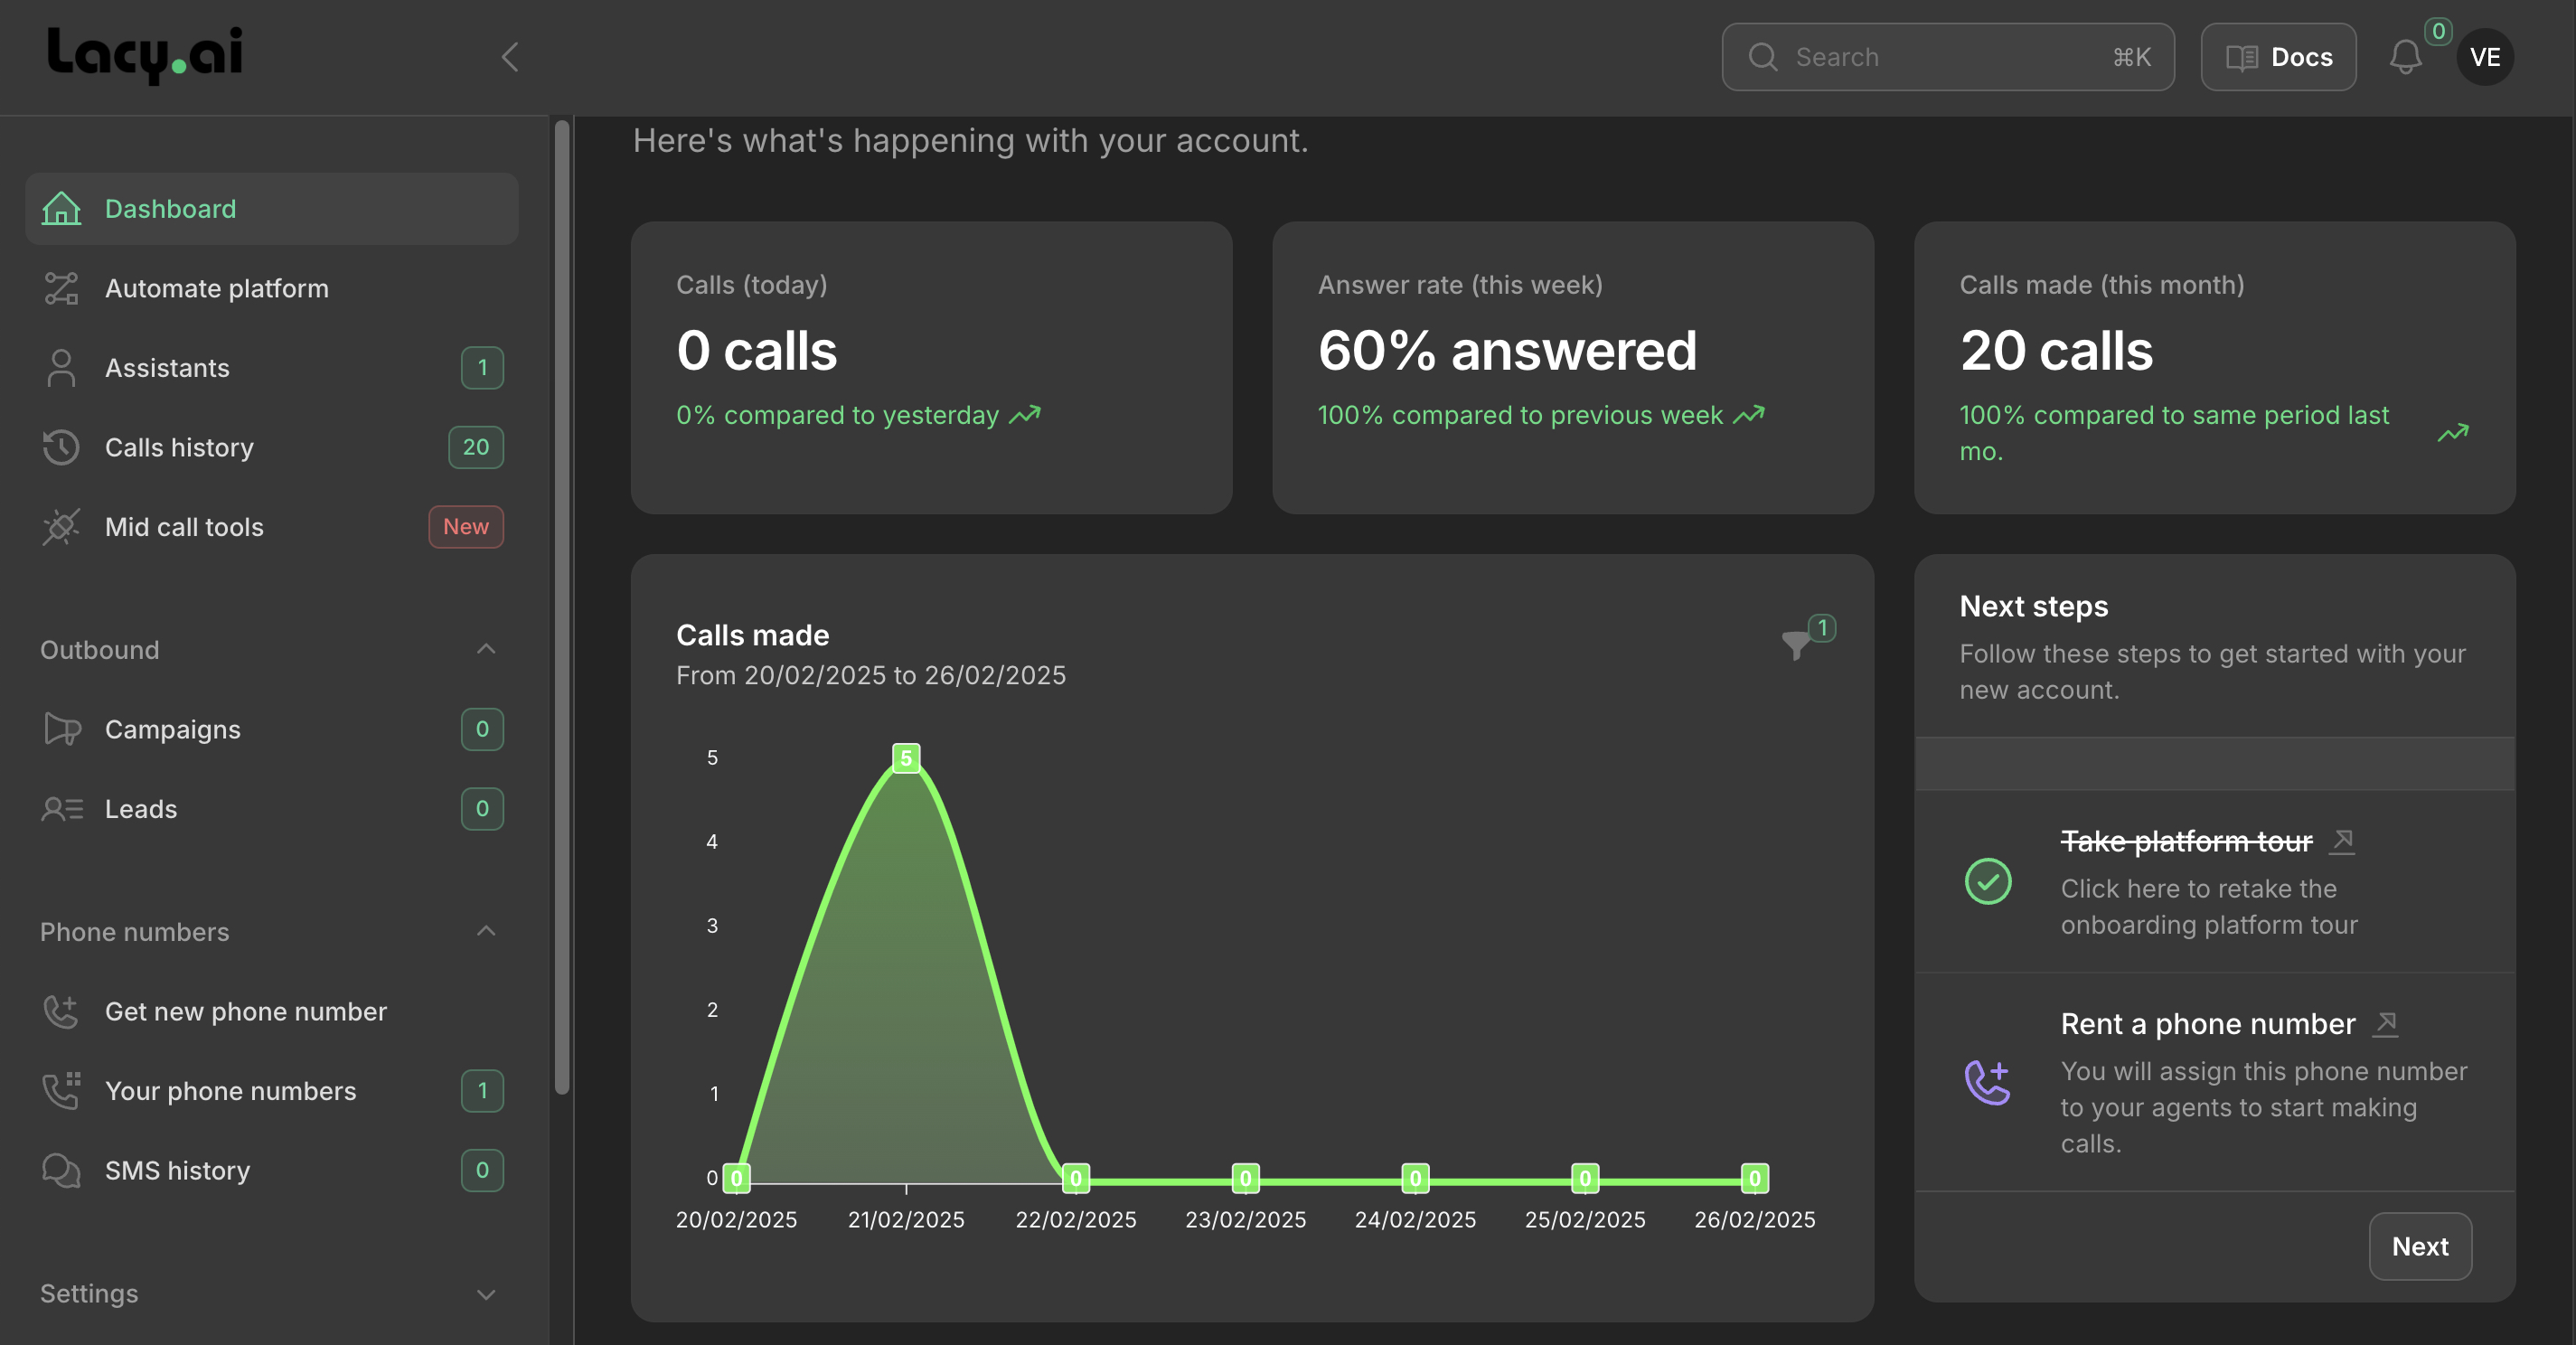 Lacy.ai
Search ⌘K
Docs
0
VE
Dashboard
Automate platform
Assistants 1
Calls history 20
Mid call tools New
Outbound
Campaigns 0
Leads 0
Phone numbers
Get new phone number
Your phone numbers 1
SMS history 0
Settings
Here's what's happening with your account.
Calls (today)
0 calls
0% compared to yesterday
Answer rate (this week)
60% answered
100% compared to previous week
Calls made (this month)
20 calls
100% compared to same period last
mo.
Calls made
From 20/02/2025 to 26/02/2025
1
5
4
3
2
1
0
0 5 0 0 0 0 0
20/02/2025 21/02/2025 22/02/2025 23/02/2025 24/02/2025 25/02/2025 26/02/2025
Next steps
Follow these steps to get started with your
new account.
Take platform tour
Click here to retake the
onboarding platform tour
Rent a phone number
You will assign this phone number
to your agents to start making
calls.
Next